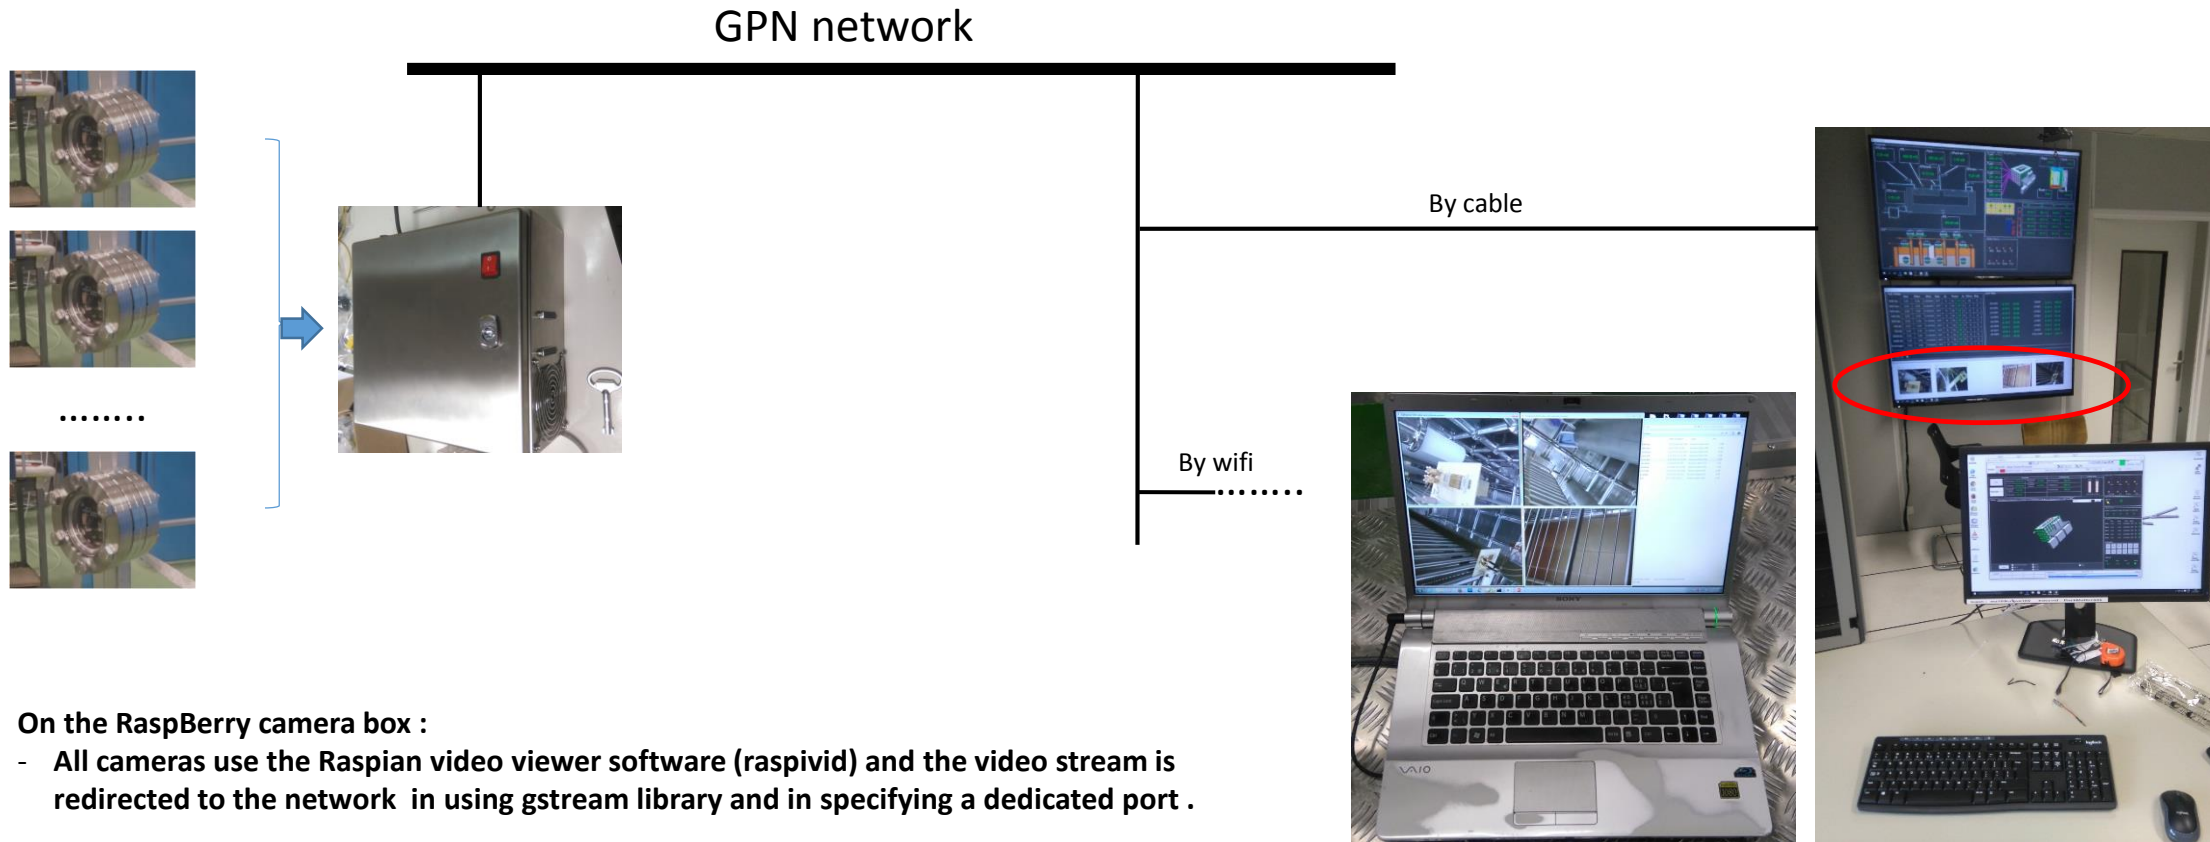 GPN network
By cable
By wifi
........
........
SONY
VAIO
On the RaspBerry camera box :
- All cameras use the Raspian video viewer software (raspivid) and the video stream is
redirected to the network in using gstream library and in specifying a dedicated port .